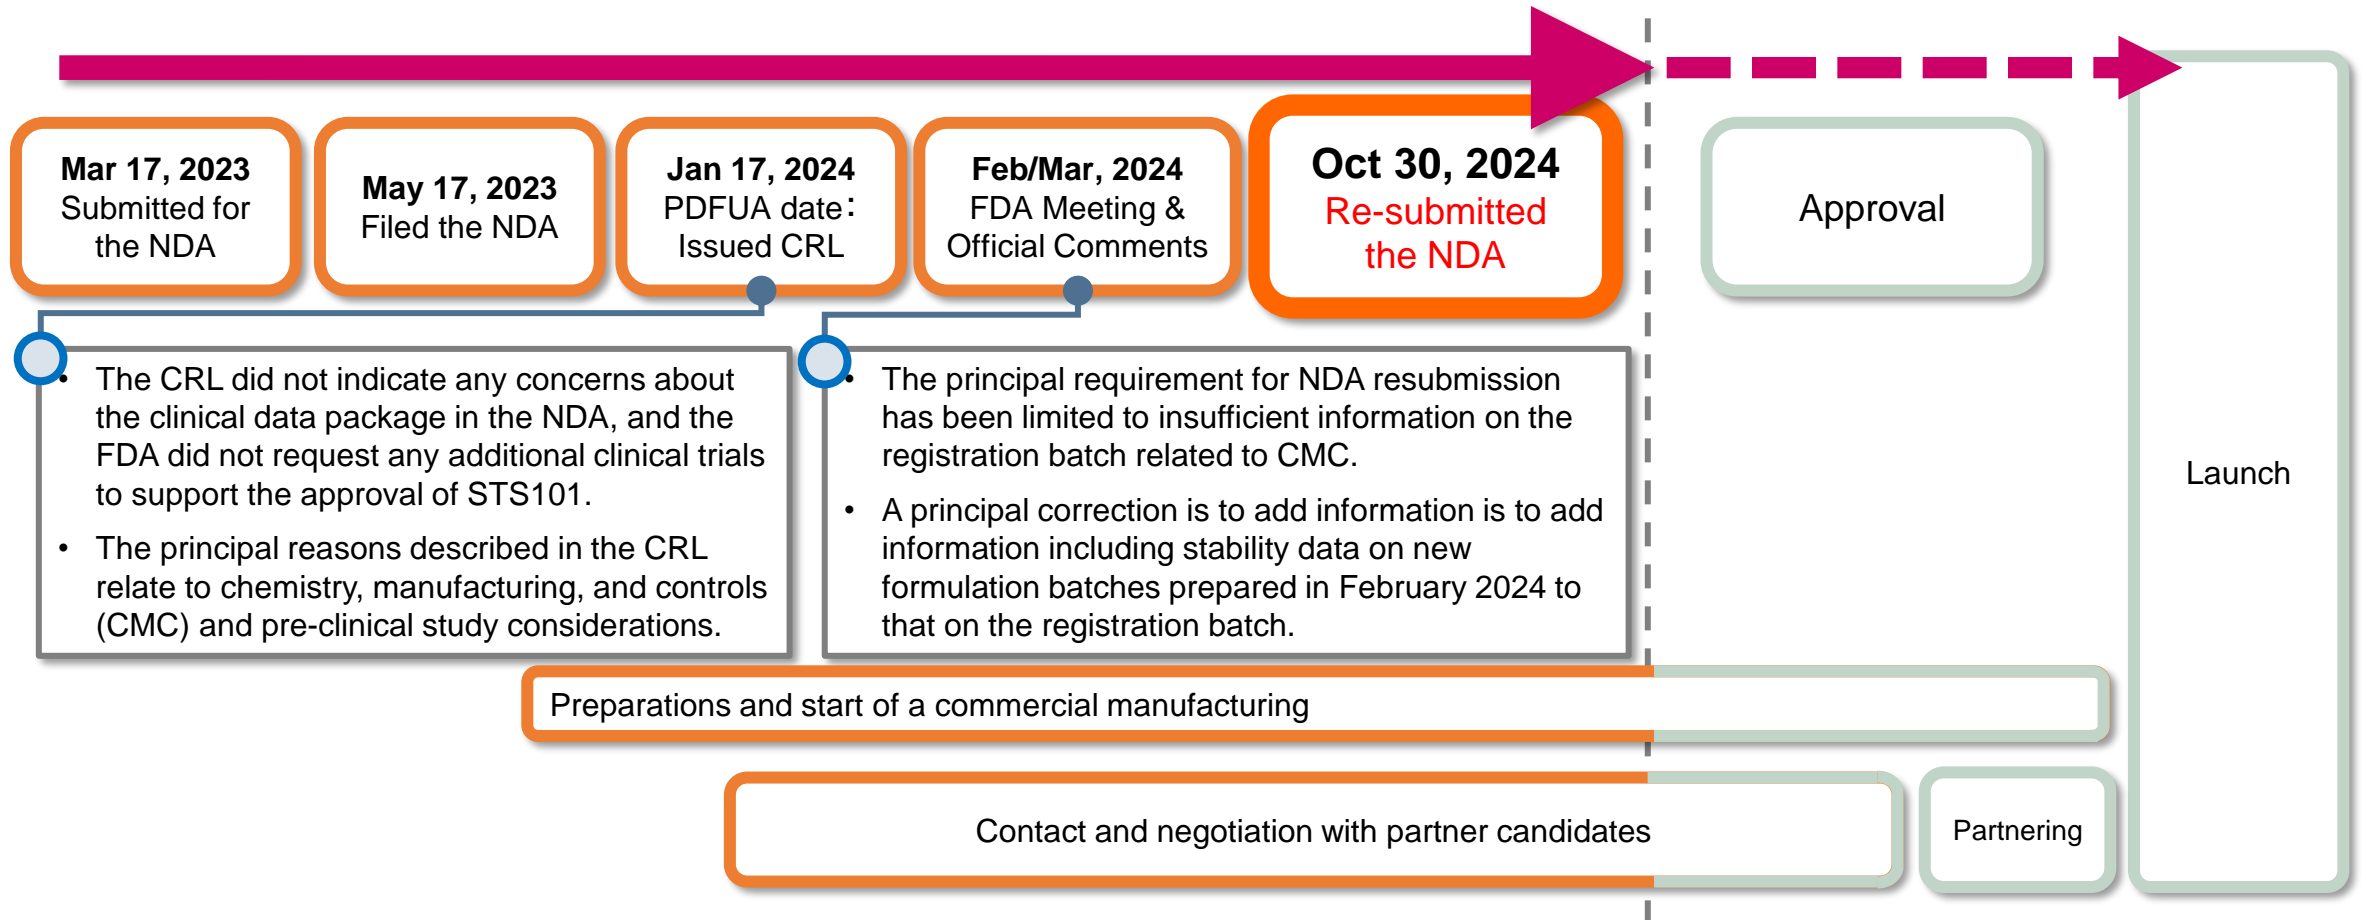 Mar 17, 2023
Submitted for
the NDA
May 17, 2023
Filed the NDA
Jan 17, 2024
PDFUA date：
Issued CRL
Feb/Mar, 2024
FDA Meeting &
Official Comments
Oct 30, 2024
Re-submitted
the NDA
Approval
Launch
• The CRL did not indicate any concerns about
the clinical data package in the NDA, and the
FDA did not request any additional clinical trials
to support the approval of STS101.
• The principal reasons described in the CRL
relate to chemistry, manufacturing, and controls
(CMC) and pre-clinical study considerations.
• The principal requirement for NDA resubmission
has been limited to insufficient information on the
registration batch related to CMC.
• A principal correction is to add information is to add
information including stability data on new
formulation batches prepared in February 2024 to
that on the registration batch.
Preparations and start of a commercial manufacturing
Contact and negotiation with partner candidates
Partnering